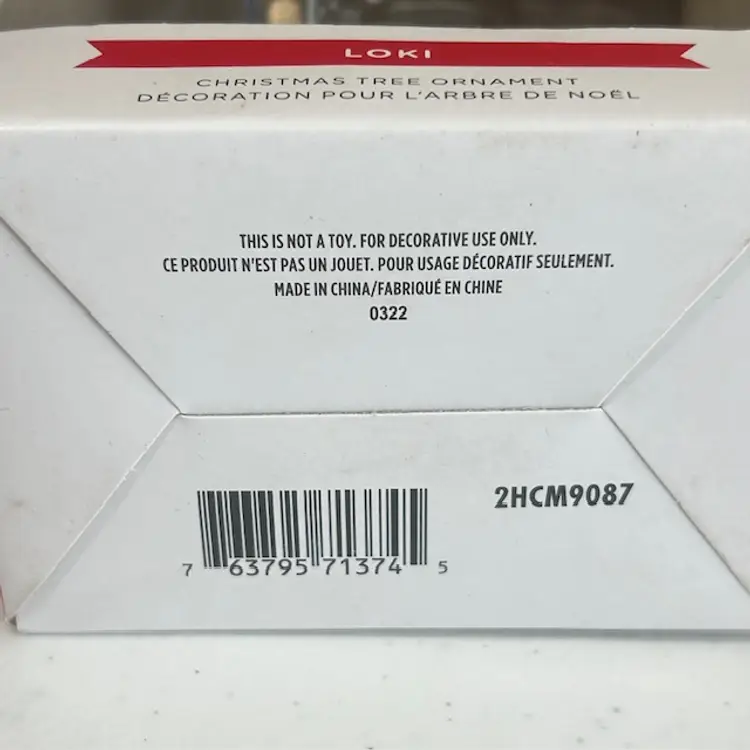 LOKI
CHRISTMAS TREE ORNAMENT
DÉCORATION POUR L'ARBRE DE NOËL
THIS IS NOT A TOY. FOR DECORATIVE USE ONLY.
CE PRODUIT N'EST PAS UN JOUET. POUR USAGE DÉCORATIF SEULEMENT.
MADE IN CHINA/FABRIQUÉ EN CHINE
0322
2HCM9087
7 63795 71374 5